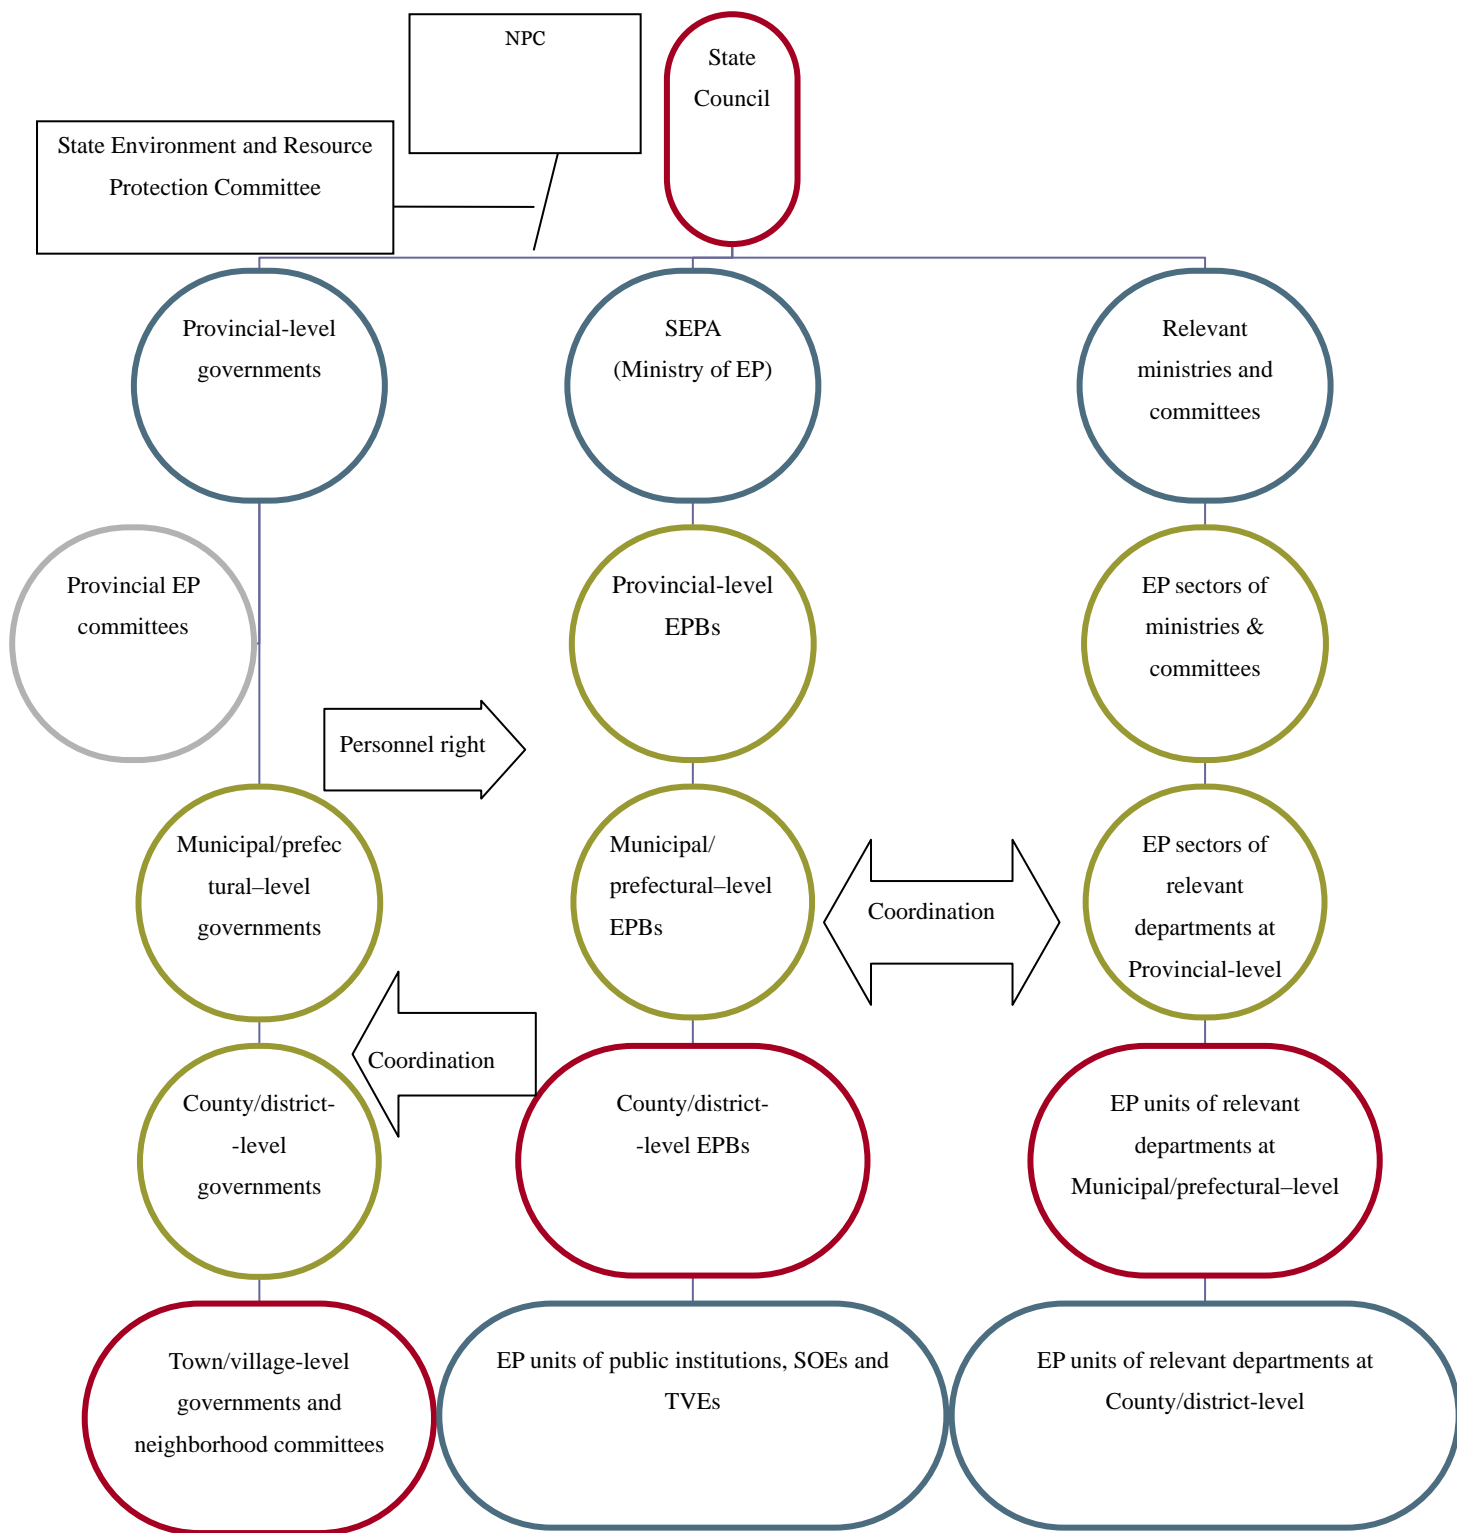 NPC
State
Council
State Environment and Resource
Protection Committee
Provincial-level
governments
SEPA
(Ministry of EP)
Relevant
ministries and
committees
Provincial EP
committees
Provincial-level
EPBs
EP sectors of
ministries &
committees
Personnel right
Municipal/prefec
tural–level
governments
Municipal/
prefectural–level
EPBs
Coordination
EP sectors of
relevant
departments at
Provincial-level
Coordination
County/district-
-level
governments
County/district-
-level EPBs
EP units of relevant
departments at
Municipal/prefectural–level
Town/village-level
governments and
neighborhood committees
EP units of public institutions, SOEs and
TVEs
EP units of relevant departments at
County/district-level